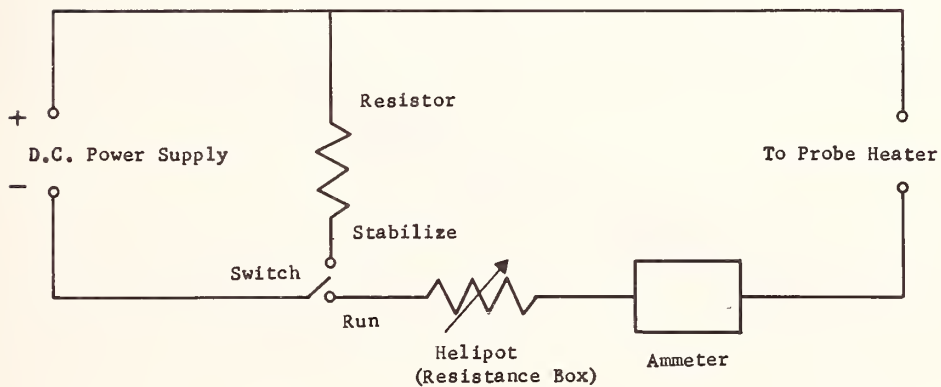 Resistor
+
D.C. Power Supply
−
To Probe Heater
Stabilize
Switch
Run
Helipot
(Resistance Box)
Ammeter